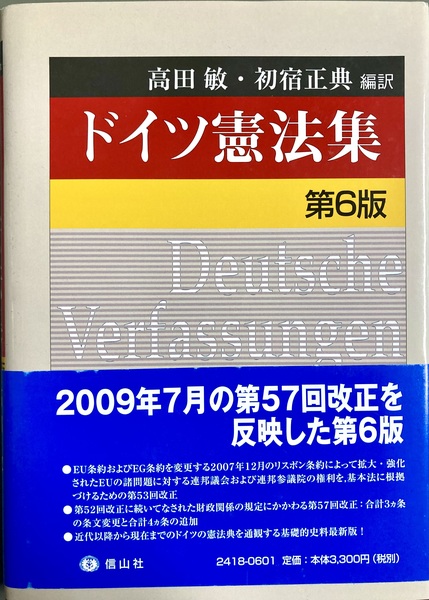 高田 敏・初宿正典 編訳
ドイツ憲法集
第6版
Deutsche
Verfassungen
2009年7月の第57回改正を
反映した第6版
●EU条約およびEG条約を変更する2007年12月のリスボン条約によって拡大・強化
されたEUの諸問題に対する連邦議会および連邦参議院の権利を、基本法に根拠
づけるための第53回改正
●第52回改正に続いてなされた財政関係の規定にかかわる第57回改正:合計3ヵ条
の条文変更と合計4ヵ条の追加
●近代以降から現在までのドイツの憲法典を通観する基礎的史料最新版!
信山社
2418-0601 定価:本体3,300円(税別)